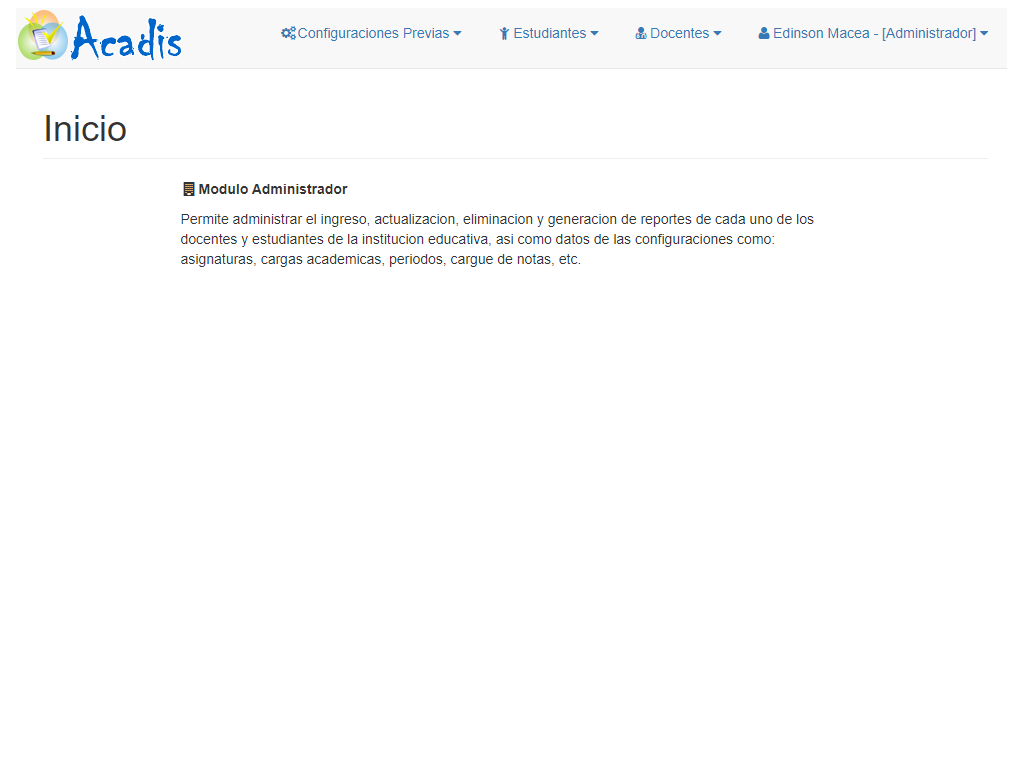 Acadis
Configuraciones Previas
Estudiantes
Docentes
Edinson Macea - [Administrador]
Inicio
Modulo Administrador
Permite administrar el ingreso, actualizacion, eliminacion y generacion de reportes de cada uno de los
docentes y estudiantes de la institucion educativa, asi como datos de las configuraciones como:
asignaturas, cargas academicas, periodos, cargue de notas, etc.